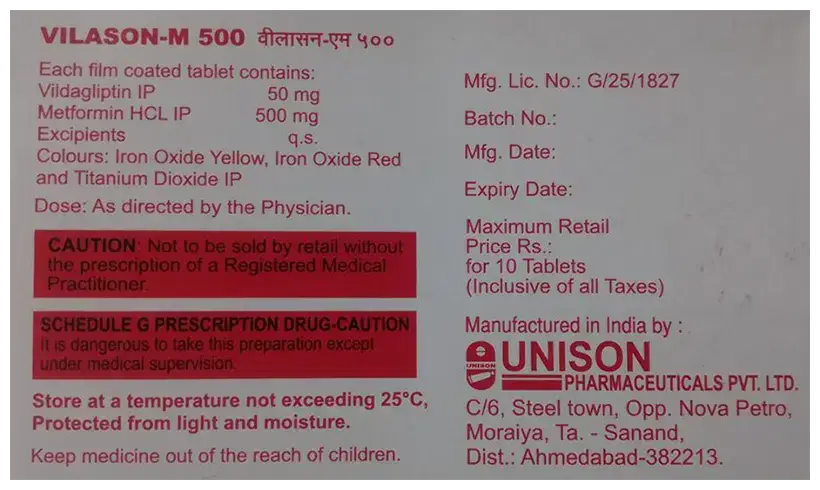 VILASON-M 500 वीलासन-एम ५००
Each film coated tablet contains:
Vildagliptin IP 50 mg
Metformin HCL IP 500 mg
Excipients q.s.
Colours: Iron Oxide Yellow, Iron Oxide Red
and Titanium Dioxide IP
Dose: As directed by the Physician.
CAUTION: Not to be sold by retail without
the prescription of a Registered Medical
Practitioner.
SCHEDULE G PRESCRIPTION DRUG-CAUTION
It is dangerous to take this preparation except
under medical supervision.
Store at a temperature not exceeding 25°C,
Protected from light and moisture.
Keep medicine out of the reach of children.
Mfg. Lic. No.: G/25/1827
Batch No.:
Mfg. Date:
Expiry Date:
Maximum Retail
Price Rs.:
for 10 Tablets
(Inclusive of all Taxes)
Manufactured in India by :
UNISON
UNISON
PHARMACEUTICALS PVT. LTD.
C/6, Steel town, Opp. Nova Petro,
Moraiya, Ta. - Sanand,
Dist.: Ahmedabad-382213.